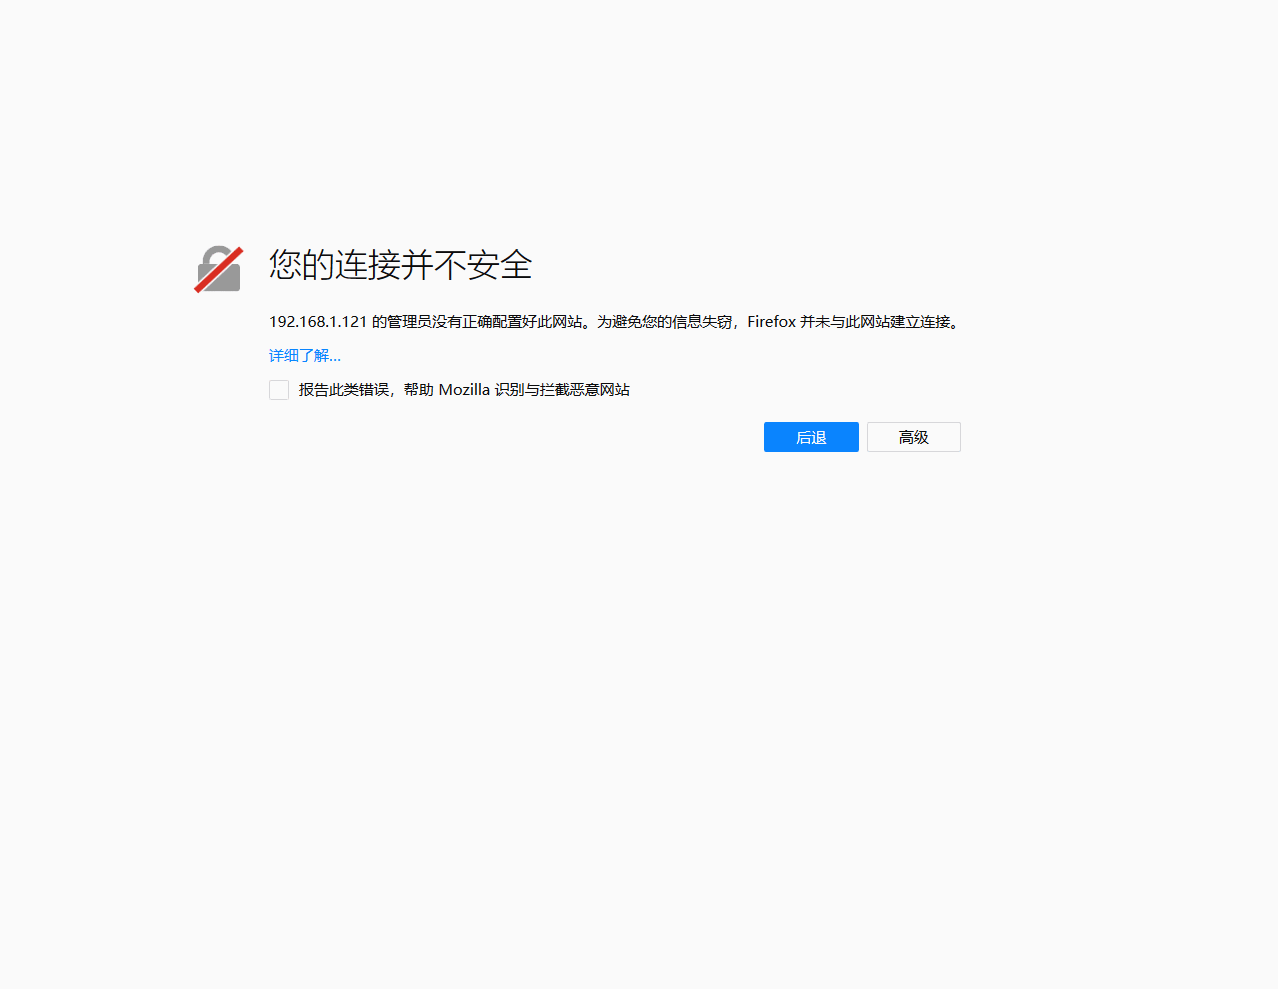 您的连接并不安全
192.168.1.121 的管理员没有正确配置好此网站。为避免您的信息失窃，Firefox 并未与此网站建立连接。
详细了解...
报告此类错误，帮助 Mozilla 识别与拦截恶意网站
后退 高级